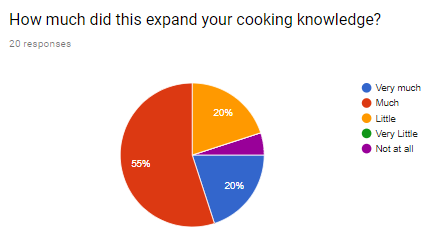 How much did this expand your cooking knowledge?
20 responses
20%
55%
20%
Very much
Much
Little
Very Little
Not at all